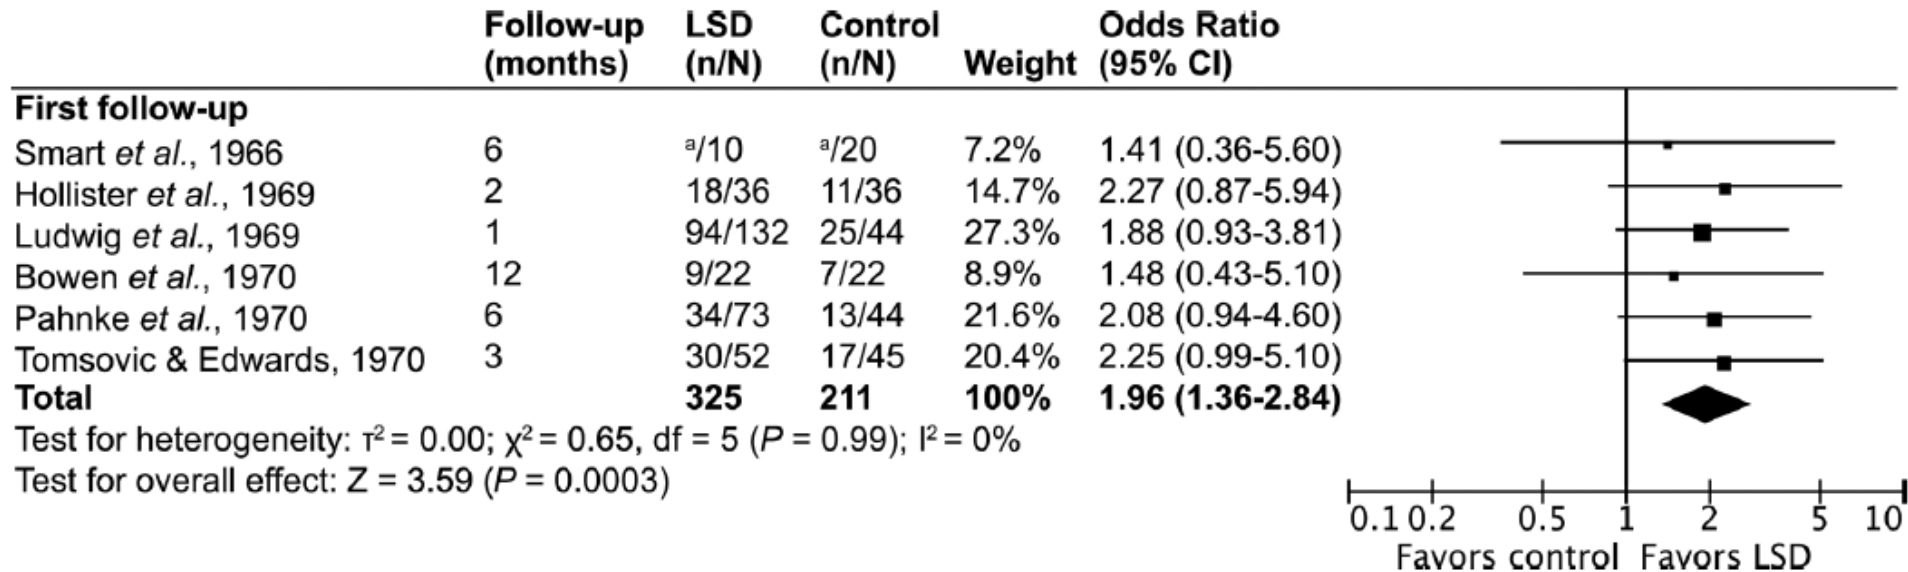 Follow-up LSD Control Odds Ratio
(months) (n/N) (n/N) Weight (95% CI)
First follow-up
Smart et al., 1966 6 ᵃ/10 ᵃ/20 7.2% 1.41 (0.36-5.60)
Hollister et al., 1969 2 18/36 11/36 14.7% 2.27 (0.87-5.94)
Ludwig et al., 1969 1 94/132 25/44 27.3% 1.88 (0.93-3.81)
Bowen et al., 1970 12 9/22 7/22 8.9% 1.48 (0.43-5.10)
Pahnke et al., 1970 6 34/73 13/44 21.6% 2.08 (0.94-4.60)
Tomsovic & Edwards, 1970 3 30/52 17/45 20.4% 2.25 (0.99-5.10)
Total 325 211 100% 1.96 (1.36-2.84)
Test for heterogeneity: τ² = 0.00; χ² = 0.65, df = 5 (P = 0.99); I² = 0%
Test for overall effect: Z = 3.59 (P = 0.0003)
0.1 0.2 0.5 1 2 5 10
Favors control Favors LSD